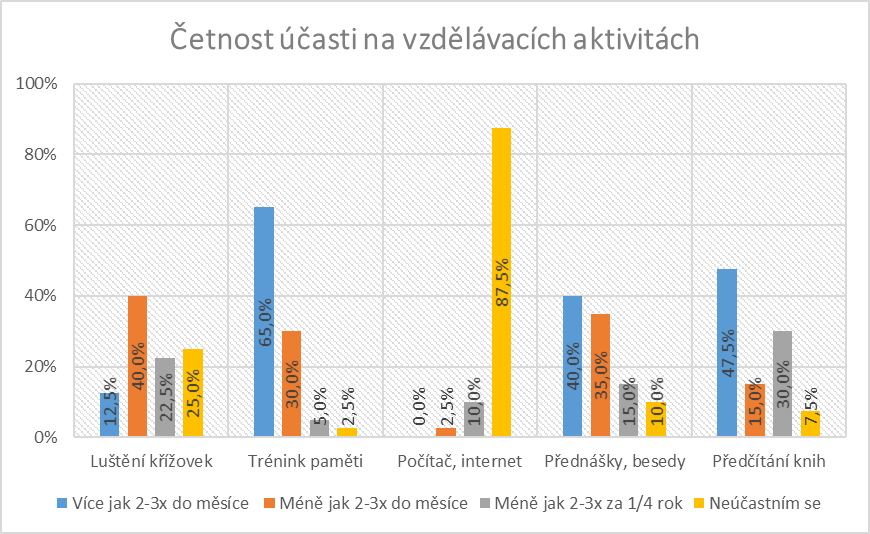 Četnost účasti na vzdělávacích aktivitách
100%
80%
60%
40%
20%
0%
12,5% 40,0% 22,5% 25,0%
65,0% 30,0% 5,0% 2,5%
0,0% 2,5% 10,0% 87,5%
40,0% 35,0% 15,0% 10,0%
47,5% 15,0% 30,0% 7,5%
Luštění křížovek Trénink paměti Počítač, internet Přednášky, besedy Předčítání knih
Více jak 2-3x do měsíce Méně jak 2-3x do měsíce Méně jak 2-3x za 1/4 rok Neúčastním se